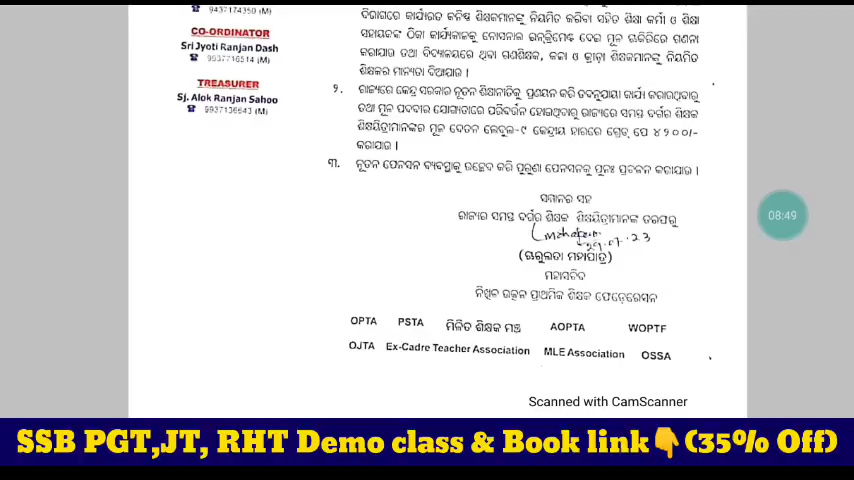 9437174350 (M)
CO-ORDINATOR
Sri Jyoti Ranjan Dash
☎ 9937716514 (M)
TREASURER
Sj. Alok Ranjan Sahoo
☎ 9937136643 (M)
ବିଭାଗରେ କାର୍ଯ୍ୟରତ କନିଷ୍ଠ ଶିକ୍ଷକମାନଙ୍କୁ ନିୟମିତ କରିବା ସହିତ ଶିକ୍ଷା କର୍ମୀ ଓ ଶିକ୍ଷା
ସହାୟକଙ୍କ ଠିକା କାର୍ଯ୍ୟକାଳକୁ ନୋସନାଲ ଇନ୍‌କ୍ରିମେଣ୍ଟ ଦେଇ ମୂଳ ଚାକିରିରେ ଗଣନା
କରାଯାଉ ତଥା ବିଦ୍ୟାଳୟରେ ଥିବା ଗଣଶିକ୍ଷକ, କଳା ଓ କ୍ରୀଡ଼ା ଶିକ୍ଷକମାନଙ୍କୁ ନିୟମିତ
ଶିକ୍ଷକର ମାନ୍ୟତା ଦିଆଯାଉ ।
୨. ରାଜ୍ୟରେ କେନ୍ଦ୍ର ସରକାର ନୂତନ ଶିକ୍ଷାନୀତିକୁ ପ୍ରଣୟନ କରି ତଦନୁଯାୟୀ କାର୍ଯ୍ୟ କରାଉଥିବାରୁ
ତଥା ମୂଳ ପଦବୀର ଯୋଗ୍ୟତାରେ ପରିବର୍ତ୍ତନ ହୋଇଥିବାରୁ ରାଜ୍ୟରେ ସମସ୍ତ ବର୍ଗର ଶିକ୍ଷକ
ଶିକ୍ଷୟିତ୍ରୀମାନଙ୍କର ମୂଳ ବେତନ ଲେବୁଲ-୯ କେନ୍ଦ୍ରୀୟ ହାରରେ ଗ୍ରେଡ୍ ପେ ୪୨୦୦/-
କରାଯାଉ ।
୩. ନୂତନ ପେନସନ ବ୍ୟବସ୍ଥାକୁ ଉଚ୍ଛେଦ କରି ପୁରୁଣା ପେନସନକୁ ପୁନଃ ପ୍ରଚଳନ କରାଯାଉ ।
ସମ୍ମାନର ସହ
ରାଜ୍ୟର ସମସ୍ତ ବର୍ଗର ଶିକ୍ଷକ ଶିକ୍ଷୟିତ୍ରୀମାନଙ୍କ ତରଫରୁ
.07.23
(ଚାରୁଲତା ମହାପାତ୍ର)
ମହାସଚିବ
ନିଖିଳ ଉତ୍କଳ ପ୍ରାଥମିକ ଶିକ୍ଷକ ଫେଡେରେସନ
OPTA PSTA ମିଳିତ ଶିକ୍ଷକ ମଞ୍ଚ AOPTA WOPTF
OJTA Ex-Cadre Teacher Association MLE Association OSSA
Scanned with CamScanner
08:49
SSB PGT,JT, RHT Demo class & Book link👇(35% Off)